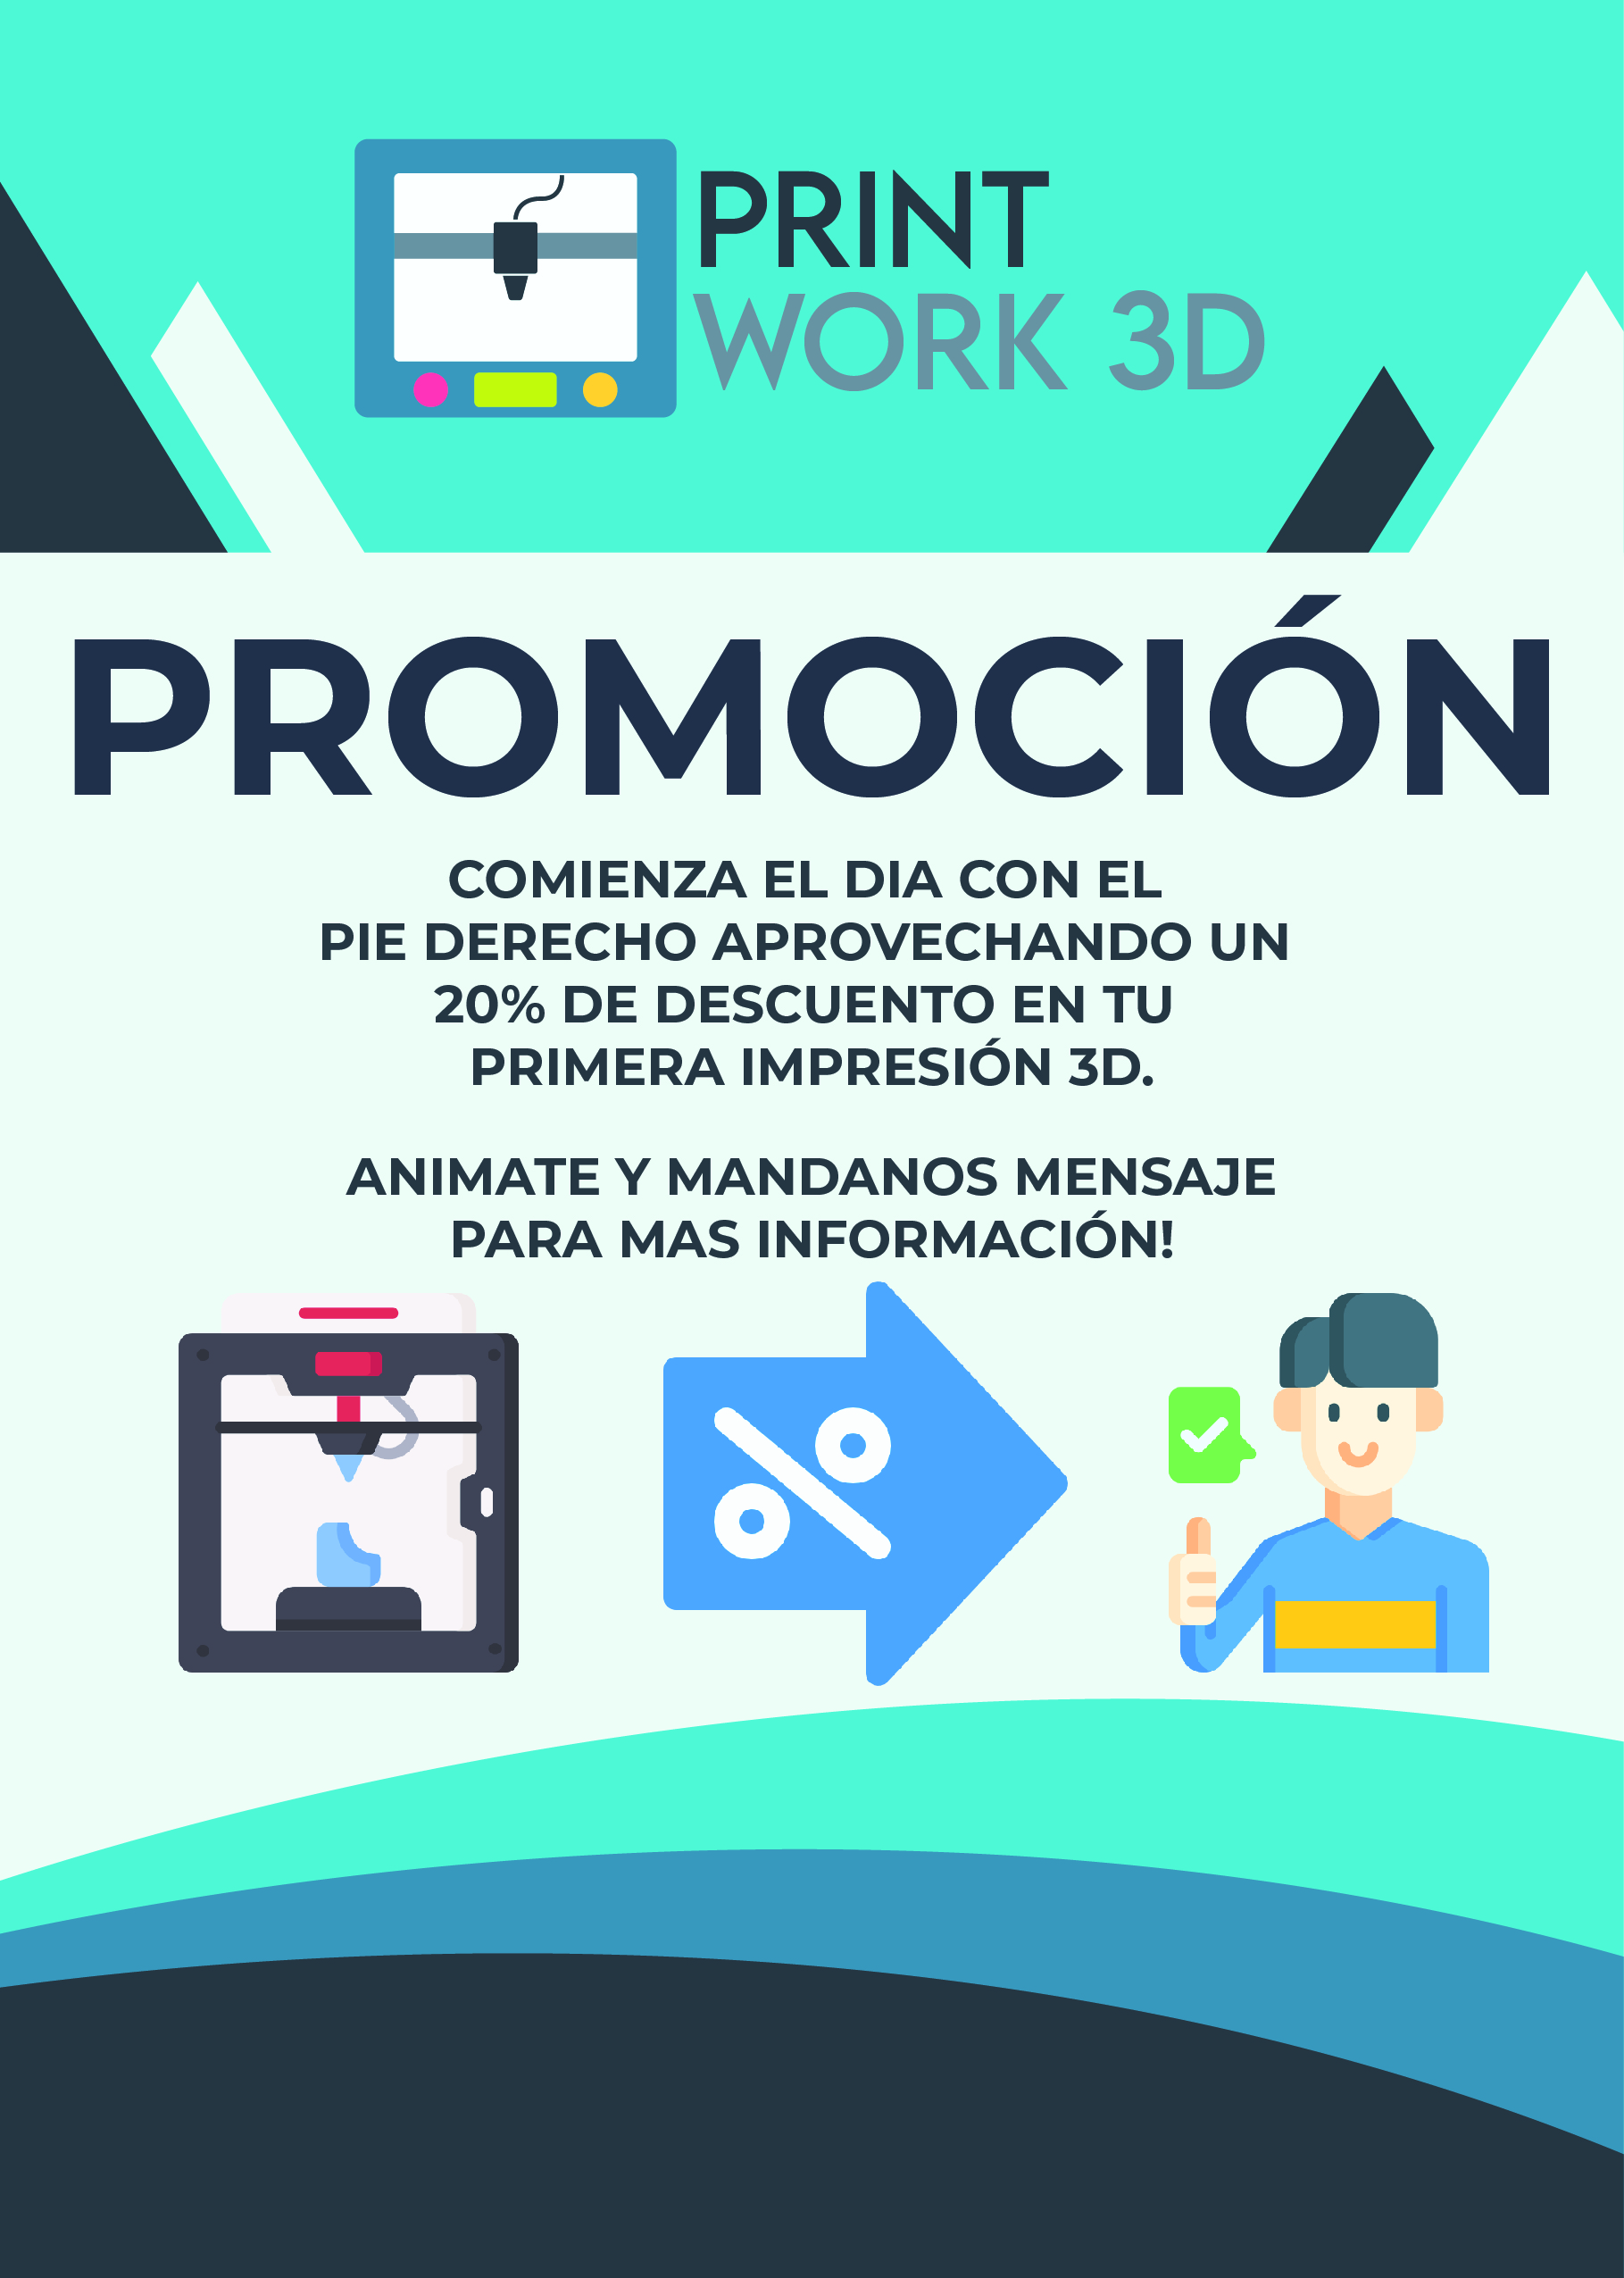 PRINT
WORK 3D
PROMOCIÓN
COMIENZA EL DIA CON EL
PIE DERECHO APROVECHANDO UN
20% DE DESCUENTO EN TU
PRIMERA IMPRESIÓN 3D.
ANIMATE Y MANDANOS MENSAJE
PARA MAS INFORMACIÓN!
%